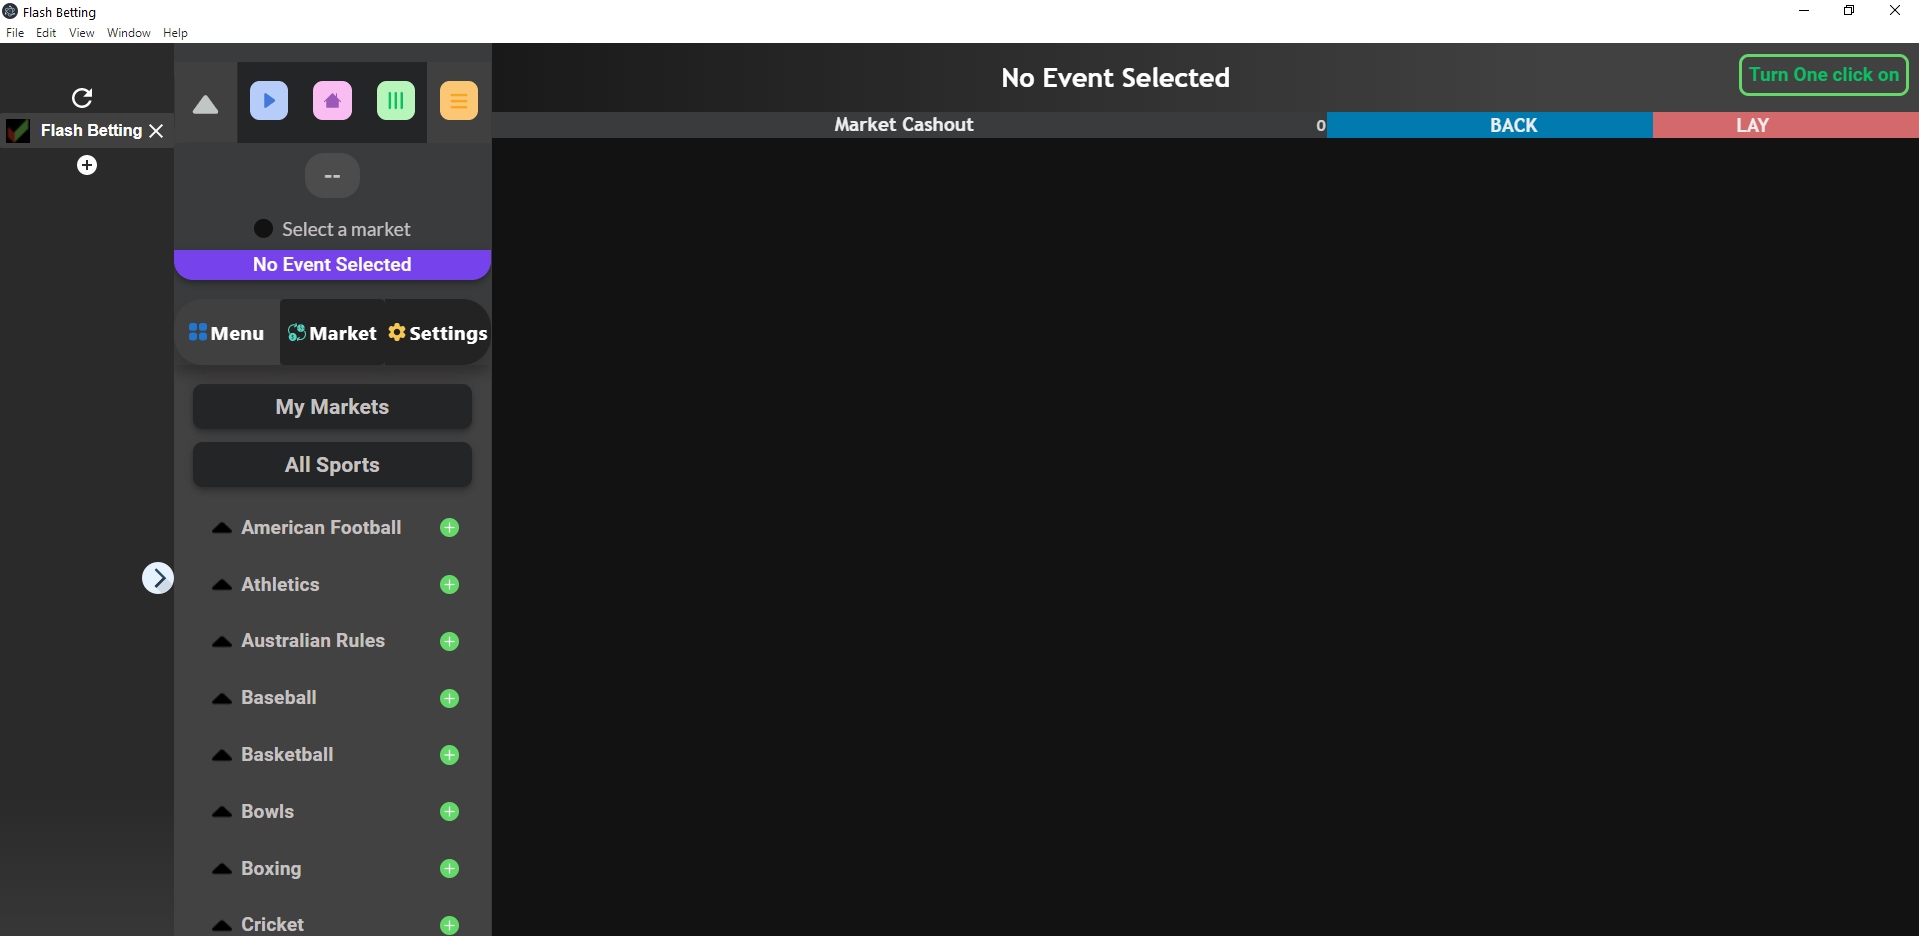 Flash Betting
File Edit View Window Help
Flash Betting
--
Select a market
No Event Selected
Menu Market Settings
My Markets
All Sports
American Football
Athletics
Australian Rules
Baseball
Basketball
Bowls
Boxing
Cricket
No Event Selected
Turn One click on
Market Cashout 0 BACK LAY